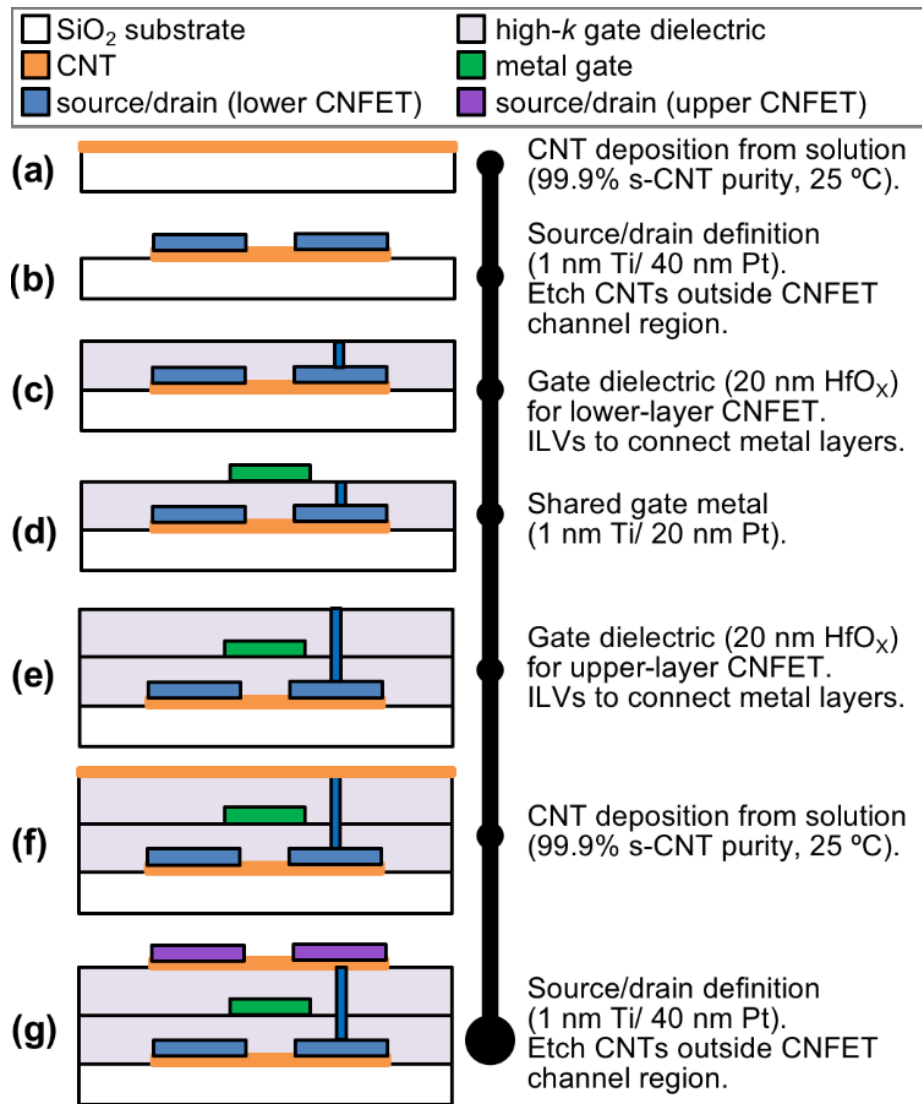 SiO₂ substrate
high-k gate dielectric
CNT
metal gate
source/drain (lower CNFET)
source/drain (upper CNFET)
(a)
CNT deposition from solution
(99.9% s-CNT purity, 25 ºC).
(b)
Source/drain definition
(1 nm Ti/ 40 nm Pt).
Etch CNTs outside CNFET
channel region.
(c)
Gate dielectric (20 nm HfOₓ)
for lower-layer CNFET.
ILVs to connect metal layers.
(d)
Shared gate metal
(1 nm Ti/ 20 nm Pt).
(e)
Gate dielectric (20 nm HfOₓ)
for upper-layer CNFET.
ILVs to connect metal layers.
(f)
CNT deposition from solution
(99.9% s-CNT purity, 25 ºC).
(g)
Source/drain definition
(1 nm Ti/ 40 nm Pt).
Etch CNTs outside CNFET
channel region.